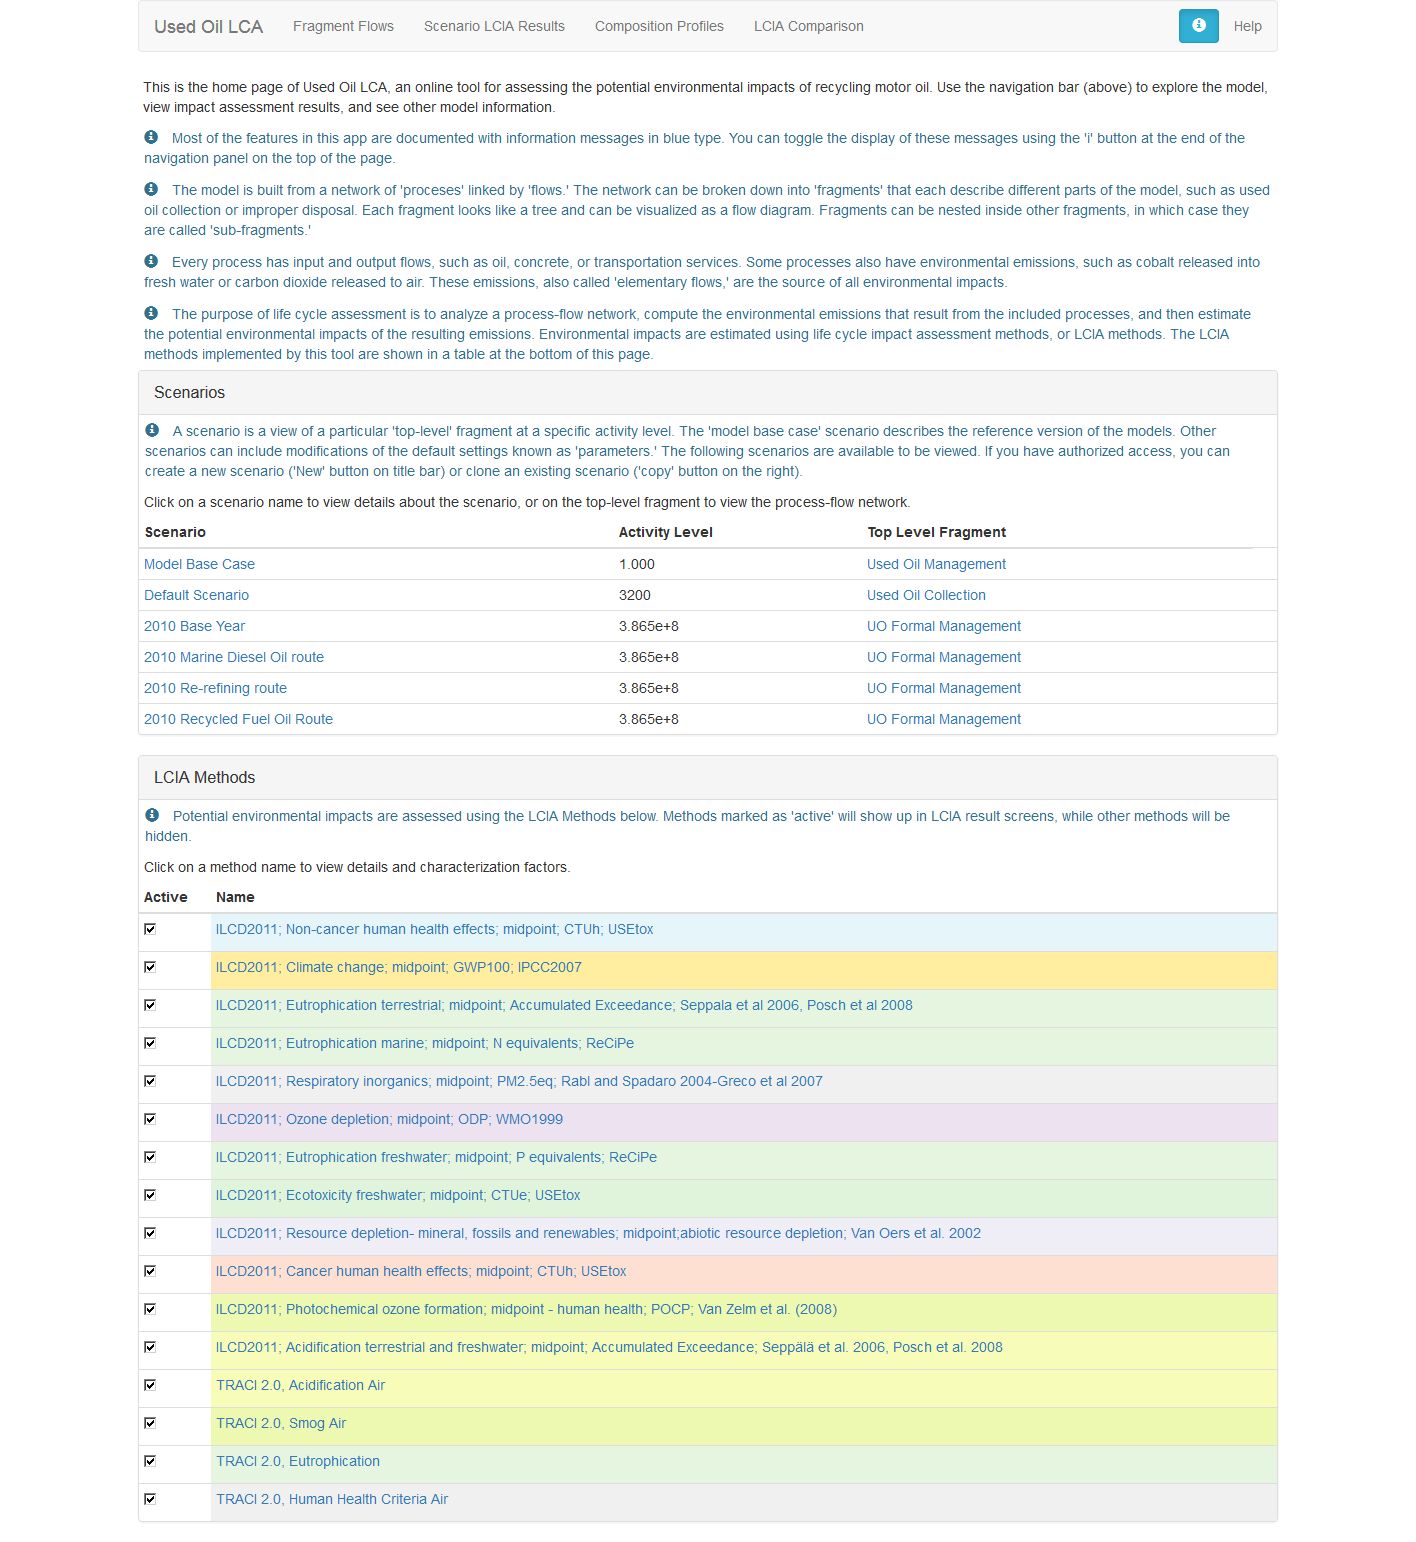 Used Oil LCA Fragment Flows Scenario LCIA Results Composition Profiles LCIA Comparison Help
This is the home page of Used Oil LCA, an online tool for assessing the potential environmental impacts of recycling motor oil. Use the navigation bar (above) to explore the model,
view impact assessment results, and see other model information.
Most of the features in this app are documented with information messages in blue type. You can toggle the display of these messages using the 'i' button at the end of the
navigation panel on the top of the page.
The model is built from a network of 'proceses' linked by 'flows.' The network can be broken down into 'fragments' that each describe different parts of the model, such as used
oil collection or improper disposal. Each fragment looks like a tree and can be visualized as a flow diagram. Fragments can be nested inside other fragments, in which case they
are called 'sub-fragments.'
Every process has input and output flows, such as oil, concrete, or transportation services. Some processes also have environmental emissions, such as cobalt released into
fresh water or carbon dioxide released to air. These emissions, also called 'elementary flows,' are the source of all environmental impacts.
The purpose of life cycle assessment is to analyze a process-flow network, compute the environmental emissions that result from the included processes, and then estimate
the potential environmental impacts of the resulting emissions. Environmental impacts are estimated using life cycle impact assessment methods, or LCIA methods. The LCIA
methods implemented by this tool are shown in a table at the bottom of this page.
Scenarios
A scenario is a view of a particular 'top-level' fragment at a specific activity level. The 'model base case' scenario describes the reference version of the models. Other
scenarios can include modifications of the default settings known as 'parameters.' The following scenarios are available to be viewed. If you have authorized access, you can
create a new scenario ('New' button on title bar) or clone an existing scenario ('copy' button on the right).
Click on a scenario name to view details about the scenario, or on the top-level fragment to view the process-flow network.
Scenario Activity Level Top Level Fragment
Model Base Case 1.000 Used Oil Management
Default Scenario 3200 Used Oil Collection
2010 Base Year 3.865e+8 UO Formal Management
2010 Marine Diesel Oil route 3.865e+8 UO Formal Management
2010 Re-refining route 3.865e+8 UO Formal Management
2010 Recycled Fuel Oil Route 3.865e+8 UO Formal Management
LCIA Methods
Potential environmental impacts are assessed using the LCIA Methods below. Methods marked as 'active' will show up in LCIA result screens, while other methods will be
hidden.
Click on a method name to view details and characterization factors.
Active Name
ILCD2011; Non-cancer human health effects; midpoint; CTUh; USEtox
ILCD2011; Climate change; midpoint; GWP100; IPCC2007
ILCD2011; Eutrophication terrestrial; midpoint; Accumulated Exceedance; Seppala et al 2006, Posch et al 2008
ILCD2011; Eutrophication marine; midpoint; N equivalents; ReCiPe
ILCD2011; Respiratory inorganics; midpoint; PM2.5eq; Rabl and Spadaro 2004-Greco et al 2007
ILCD2011; Ozone depletion; midpoint; ODP; WMO1999
ILCD2011; Eutrophication freshwater; midpoint; P equivalents; ReCiPe
ILCD2011; Ecotoxicity freshwater; midpoint; CTUe; USEtox
ILCD2011; Resource depletion- mineral, fossils and renewables; midpoint;abiotic resource depletion; Van Oers et al. 2002
ILCD2011; Cancer human health effects; midpoint; CTUh; USEtox
ILCD2011; Photochemical ozone formation; midpoint - human health; POCP; Van Zelm et al. (2008)
ILCD2011; Acidification terrestrial and freshwater; midpoint; Accumulated Exceedance; Seppälä et al. 2006, Posch et al. 2008
TRACI 2.0, Acidification Air
TRACI 2.0, Smog Air
TRACI 2.0, Eutrophication
TRACI 2.0, Human Health Criteria Air